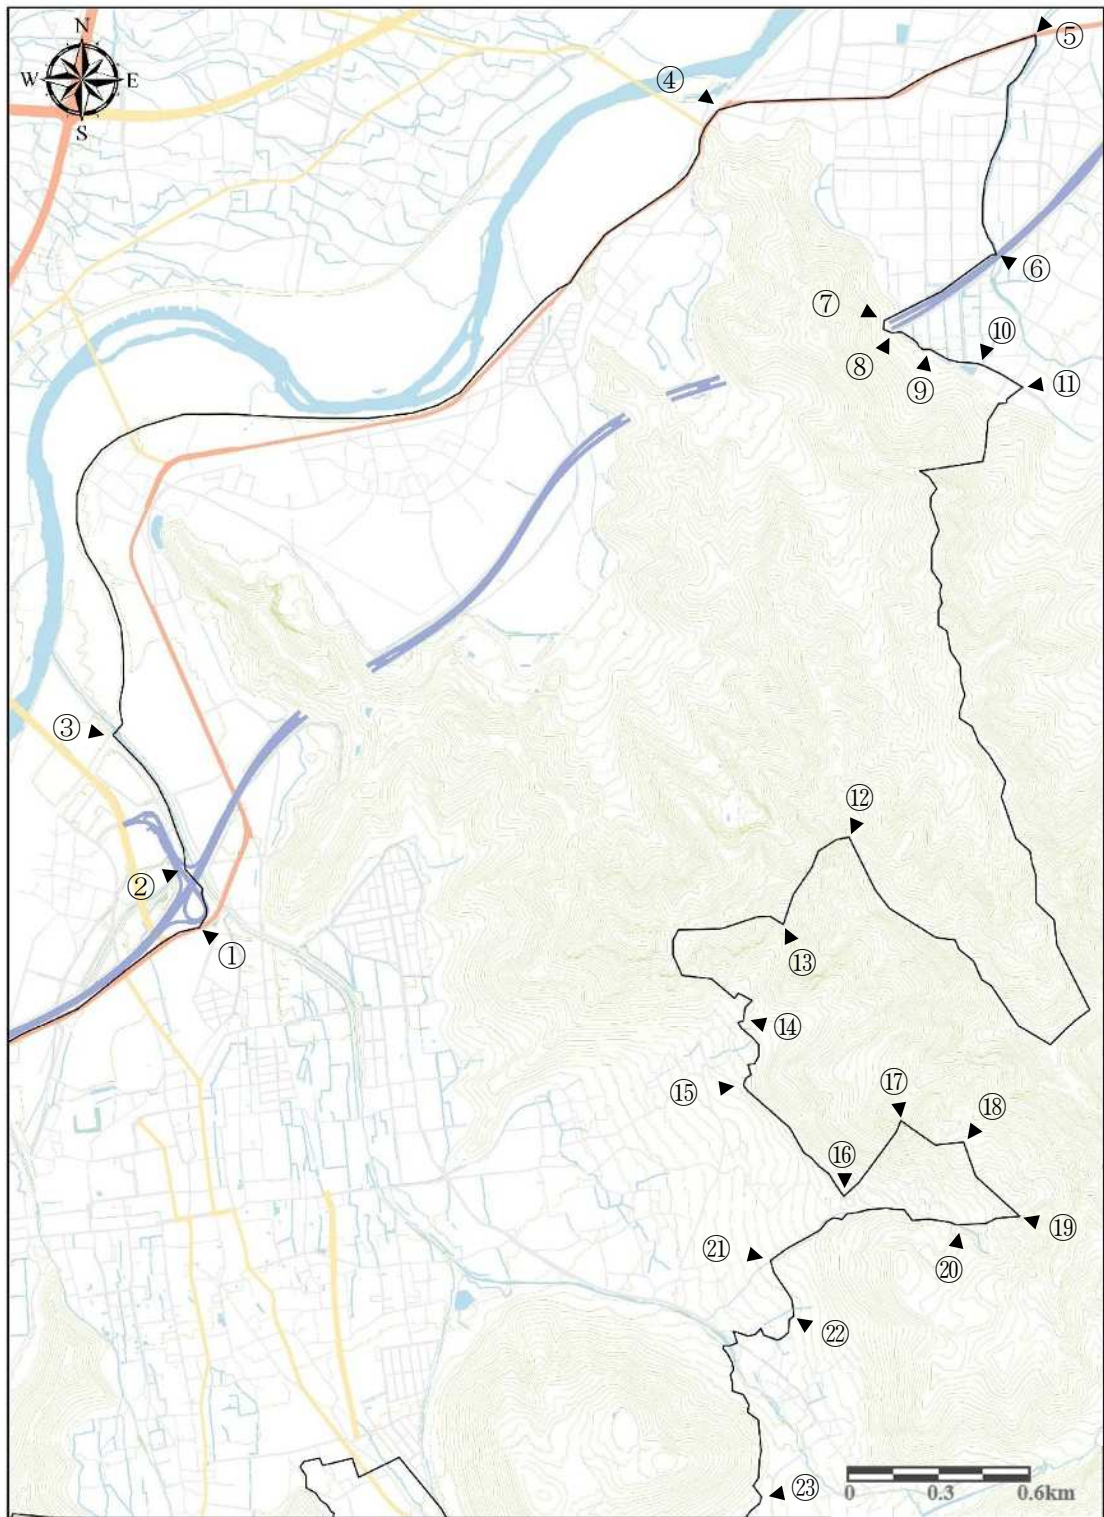 N
W E
S
⑤
④
⑥
⑦
⑩
⑧ ⑨ ⑪
③
⑫
②
① ⑬
⑭
⑮ ⑰ ⑱
⑯
⑲
㉑ ⑳
㉒
㉓
0 0.3 0.6km